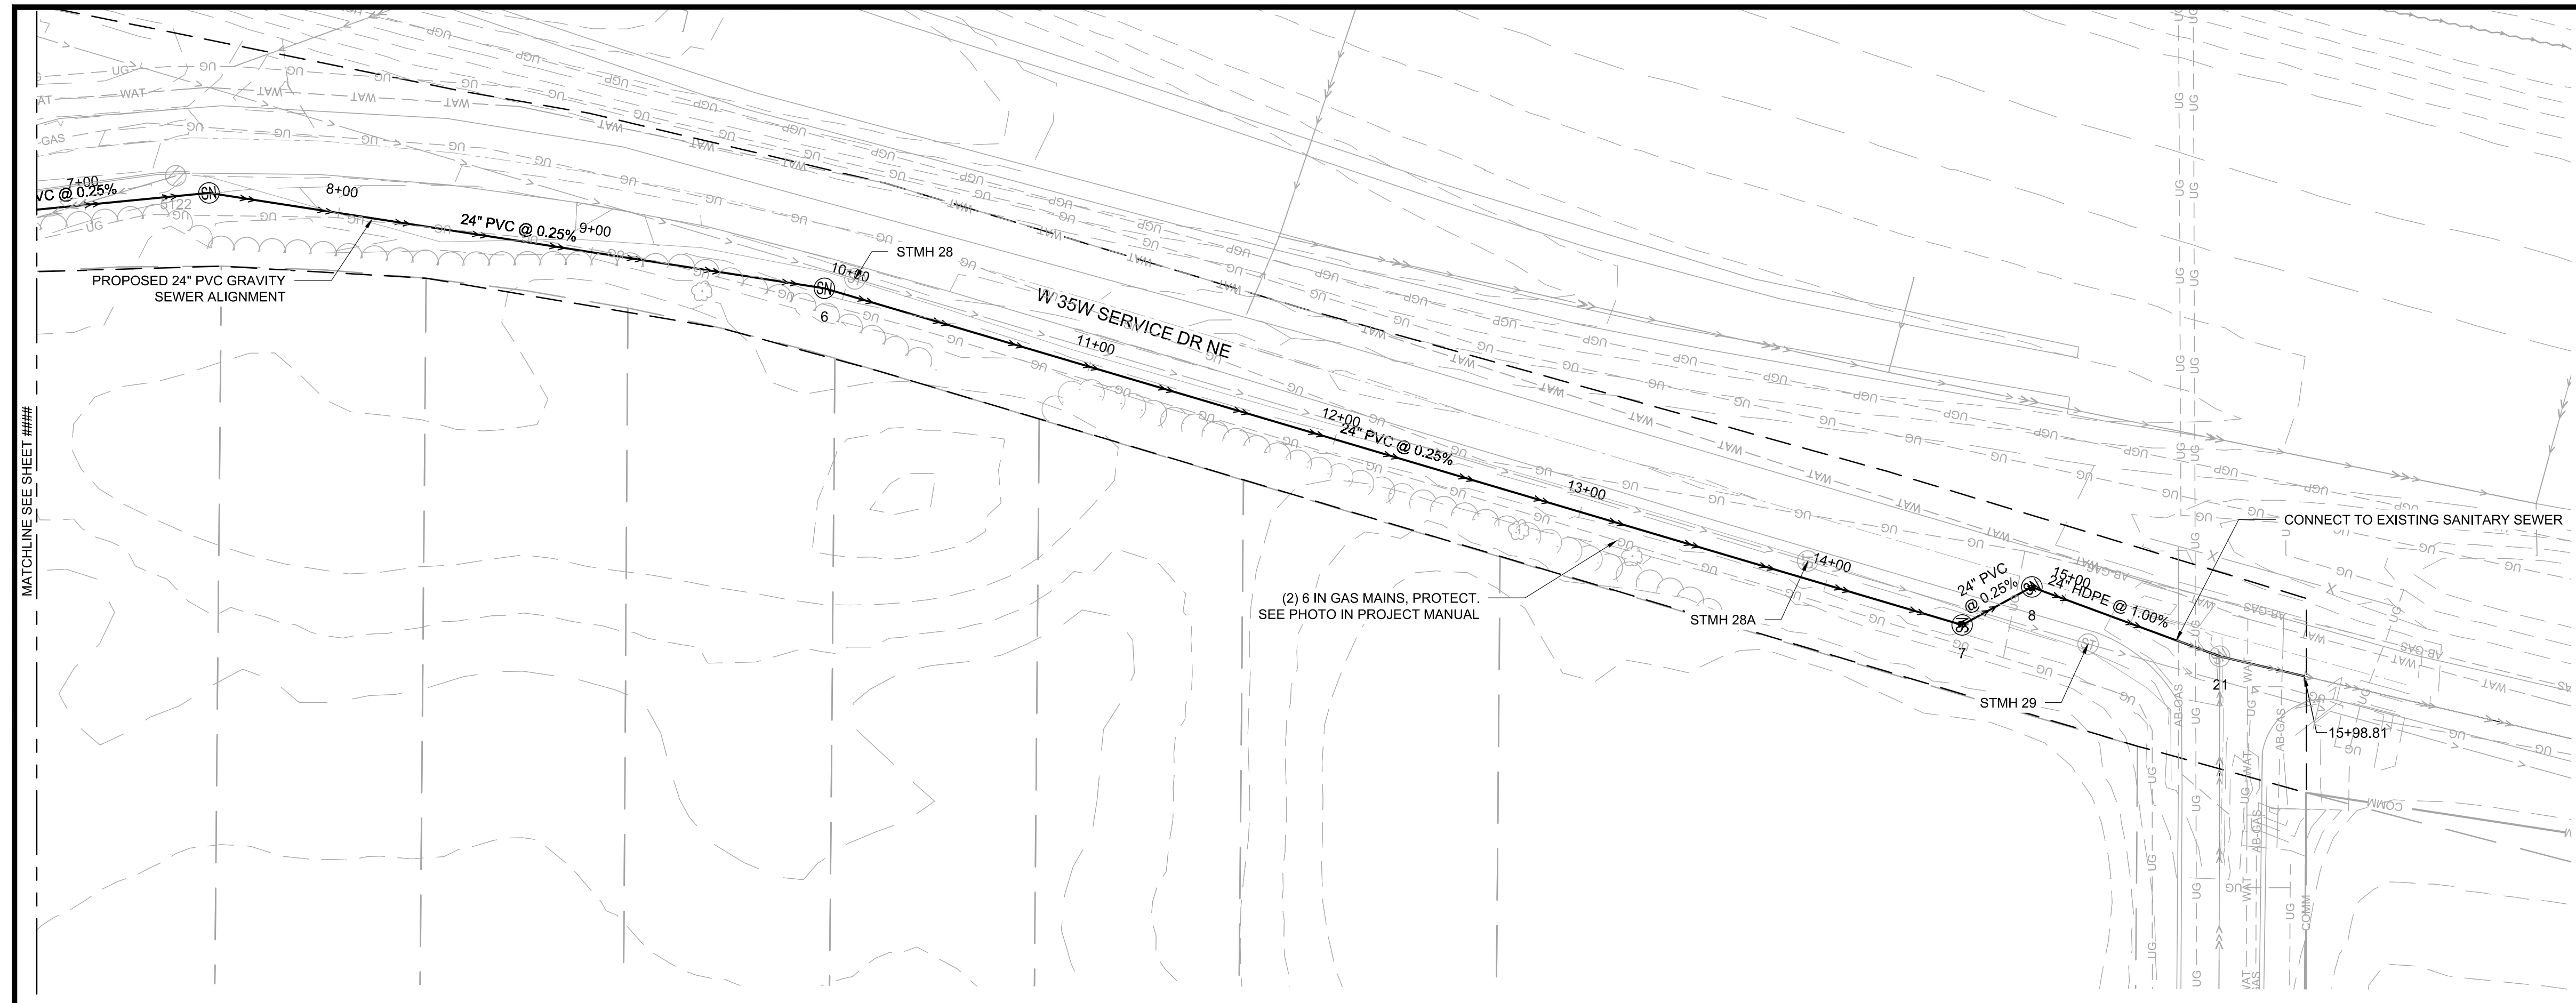 7+00
VC @ 0.25%
SN
8+00
24" PVC @ 0.25%
9+00
PROPOSED 24" PVC GRAVITY
SEWER ALIGNMENT
STMH 28
10+00
SN
6
W 35W SERVICE DR NE
11+00
12+00
24" PVC @ 0.25%
13+00
MATCHLINE SEE SHEET ####
(2) 6 IN GAS MAINS, PROTECT.
SEE PHOTO IN PROJECT MANUAL
14+00
STMH 28A
24" PVC
@ 0.25%
7
15+00
24" HDPE @ 1.00%
8
CONNECT TO EXISTING SANITARY SEWER
STMH 29
ST
21
15+98.81
UG
WAT
UGP
GAS
AB-GAS
COMM